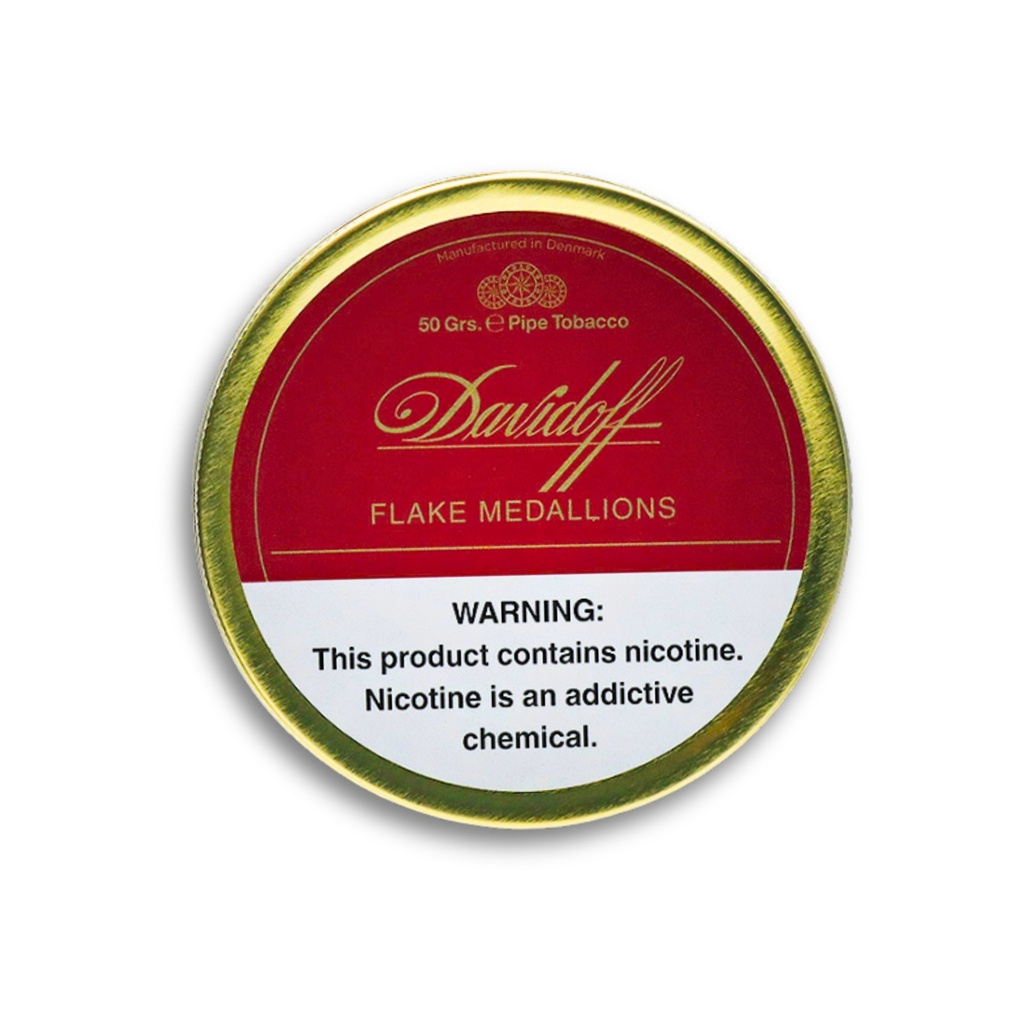 Manufactured in Denmark
50 Grs. ℮ Pipe Tobacco
Davidoff
FLAKE MEDALLIONS
WARNING:
This product contains nicotine.
Nicotine is an addictive
chemical.